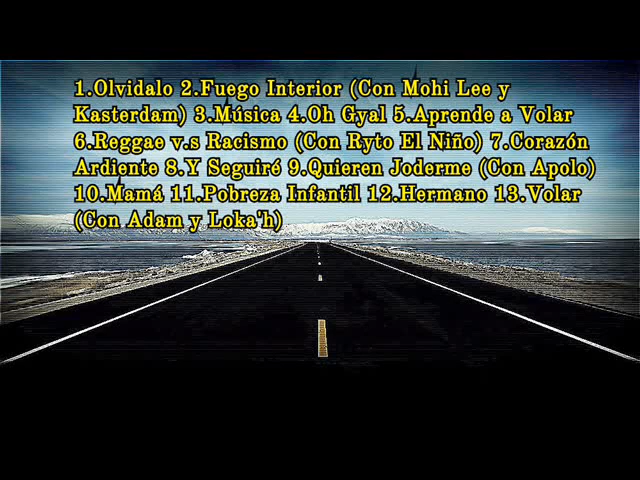 1.Olvidalo 2.Fuego Interior (Con Mohi Lee y
Kasterdam) 3.Música 4.Oh Gyal 5.Aprende a Volar
6.Reggae v.s Racismo (Con Ryto El Niño) 7.Corazón
Ardiente 8.Y Seguiré 9.Quieren Joderme (Con Apolo)
10.Mamá 11.Pobreza Infantil 12.Hermano 13.Volar
(Con Adam y Loka'h)